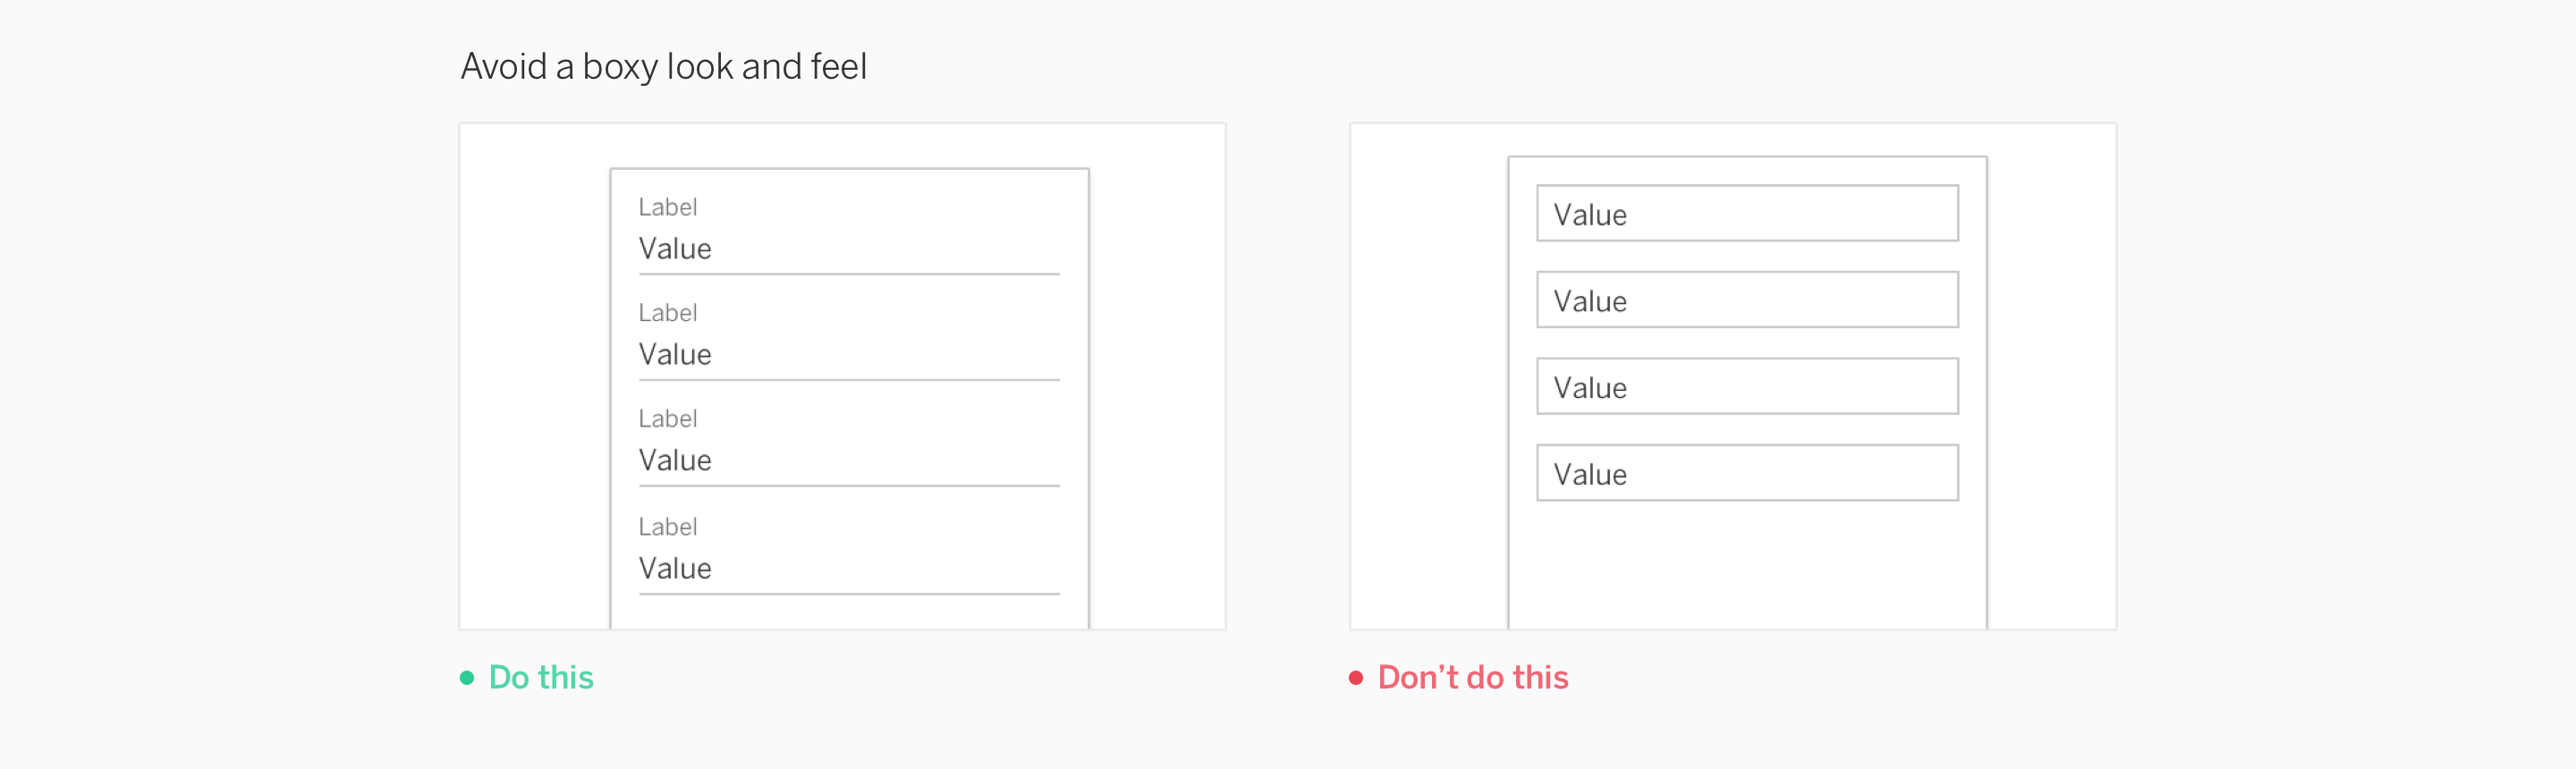 Avoid a boxy look and feel
Label
Value
Label
Value
Label
Value
Label
Value
Do this
Value
Value
Value
Value
Don’t do this